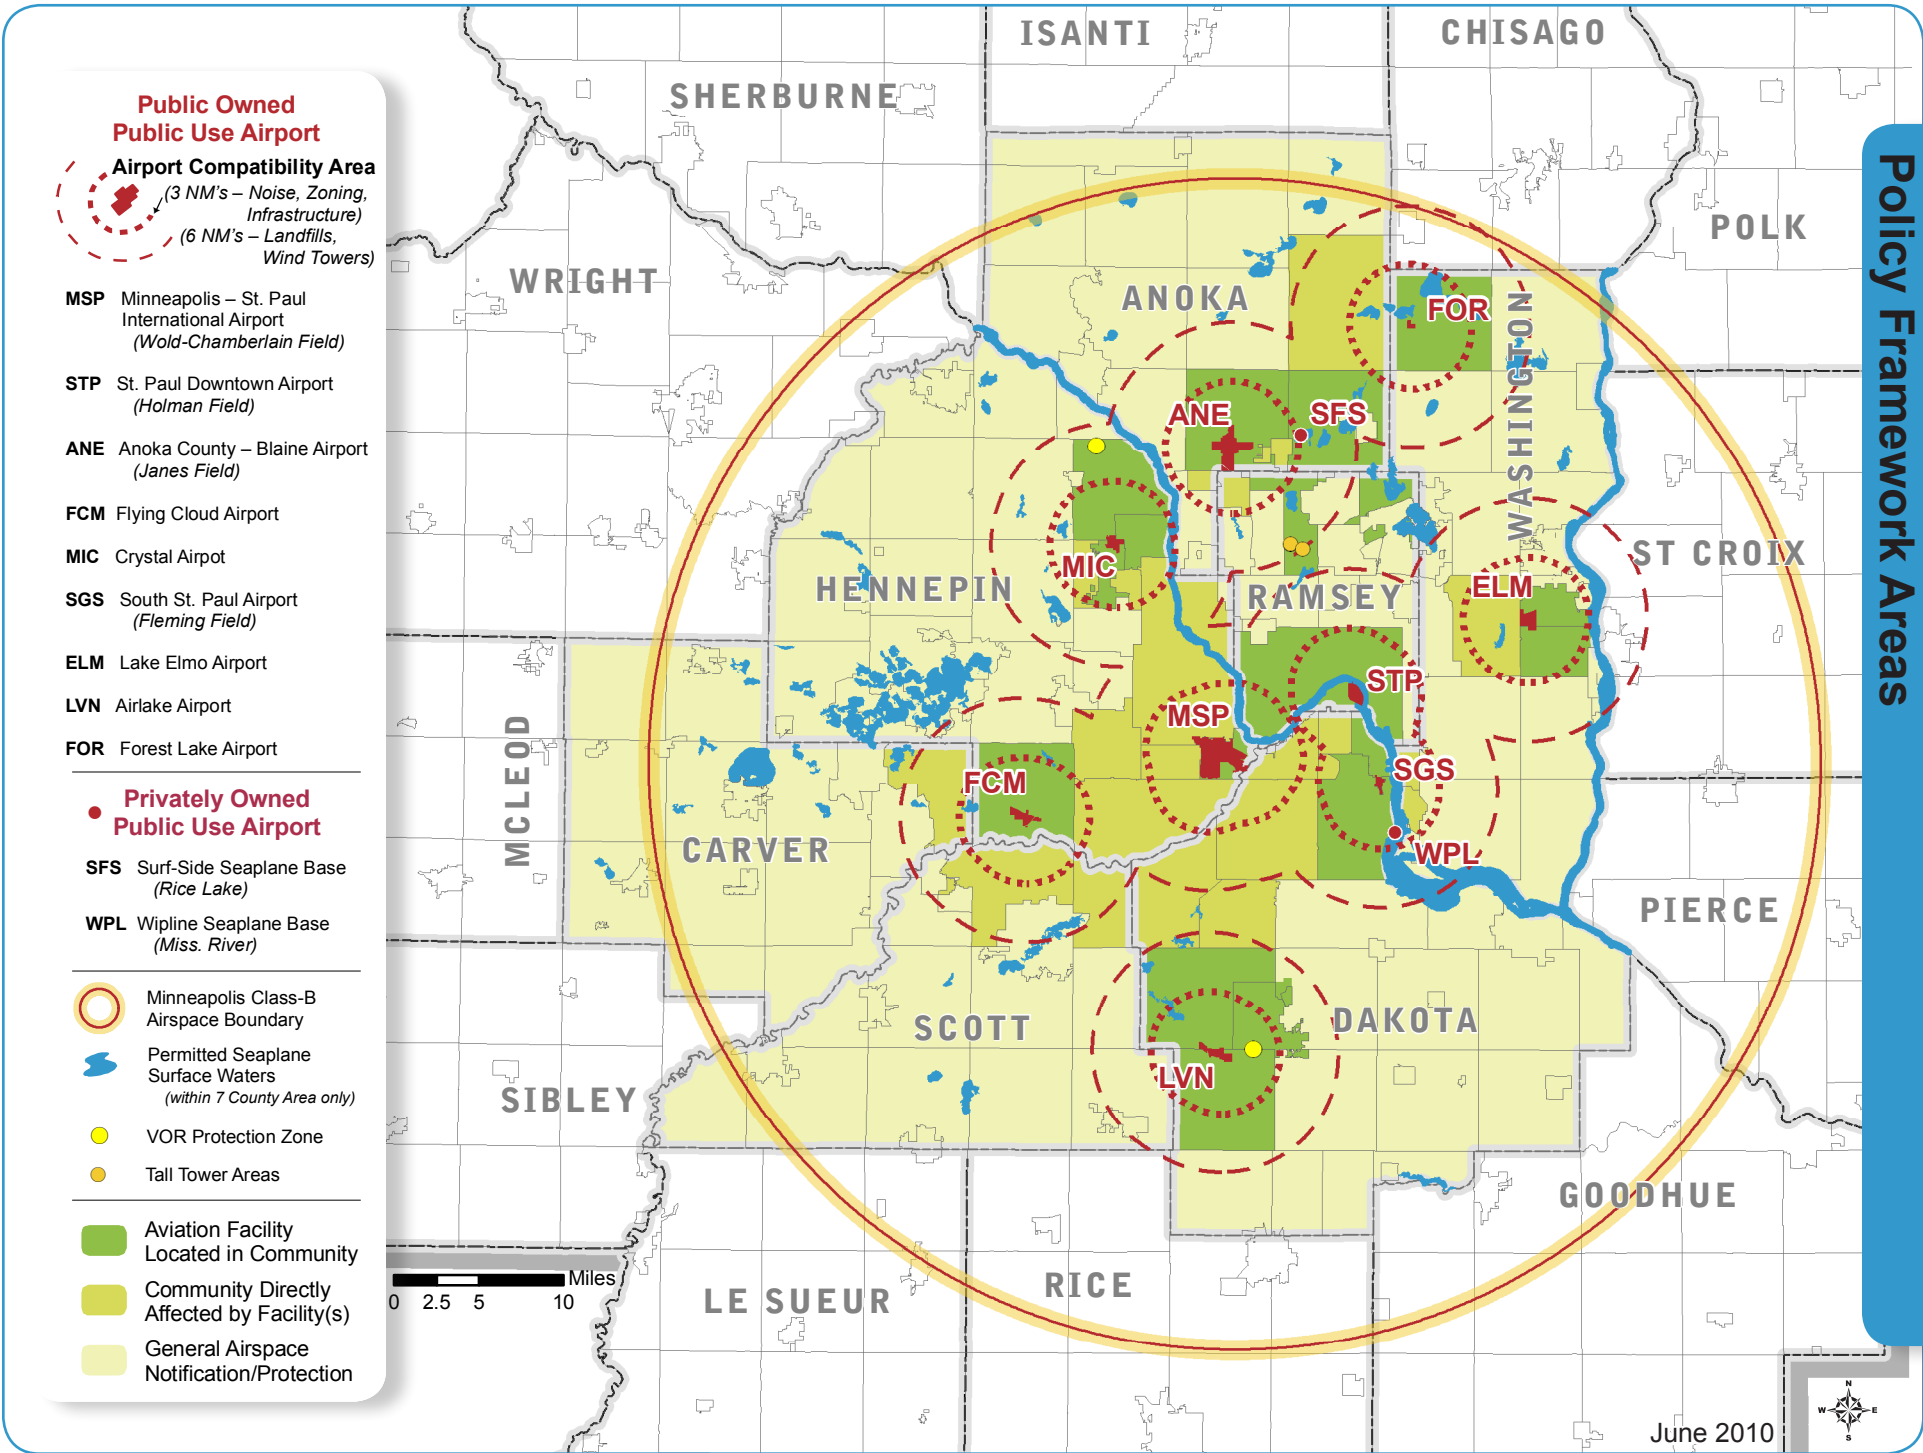 Public Owned
Public Use Airport
Airport Compatibility Area
(3 NM's – Noise, Zoning,
Infrastructure)
(6 NM's – Landfills,
Wind Towers)
MSP Minneapolis – St. Paul
International Airport
(Wold-Chamberlain Field)
STP St. Paul Downtown Airport
(Holman Field)
ANE Anoka County – Blaine Airport
(Janes Field)
FCM Flying Cloud Airport
MIC Crystal Airpot
SGS South St. Paul Airport
(Fleming Field)
ELM Lake Elmo Airport
LVN Airlake Airport
FOR Forest Lake Airport
Privately Owned
Public Use Airport
SFS Surf-Side Seaplane Base
(Rice Lake)
WPL Wipline Seaplane Base
(Miss. River)
Minneapolis Class-B
Airspace Boundary
Permitted Seaplane
Surface Waters
(within 7 County Area only)
VOR Protection Zone
Tall Tower Areas
Aviation Facility
Located in Community
Community Directly
Affected by Facility(s)
General Airspace
Notification/Protection
ISANTI
CHISAGO
SHERBURNE
POLK
WRIGHT
ANOKA
FOR
WASHINGTON
ANE
SFS
ST CROIX
MIC
HENNEPIN
RAMSEY
ELM
STP
MSP
MCLEOD
FCM
SGS
CARVER
WPL
PIERCE
SCOTT
DAKOTA
LVN
SIBLEY
GOODHUE
RICE
LE SUEUR
Miles
0 2.5 5 10
Policy Framework Areas
N
W E
S
June 2010